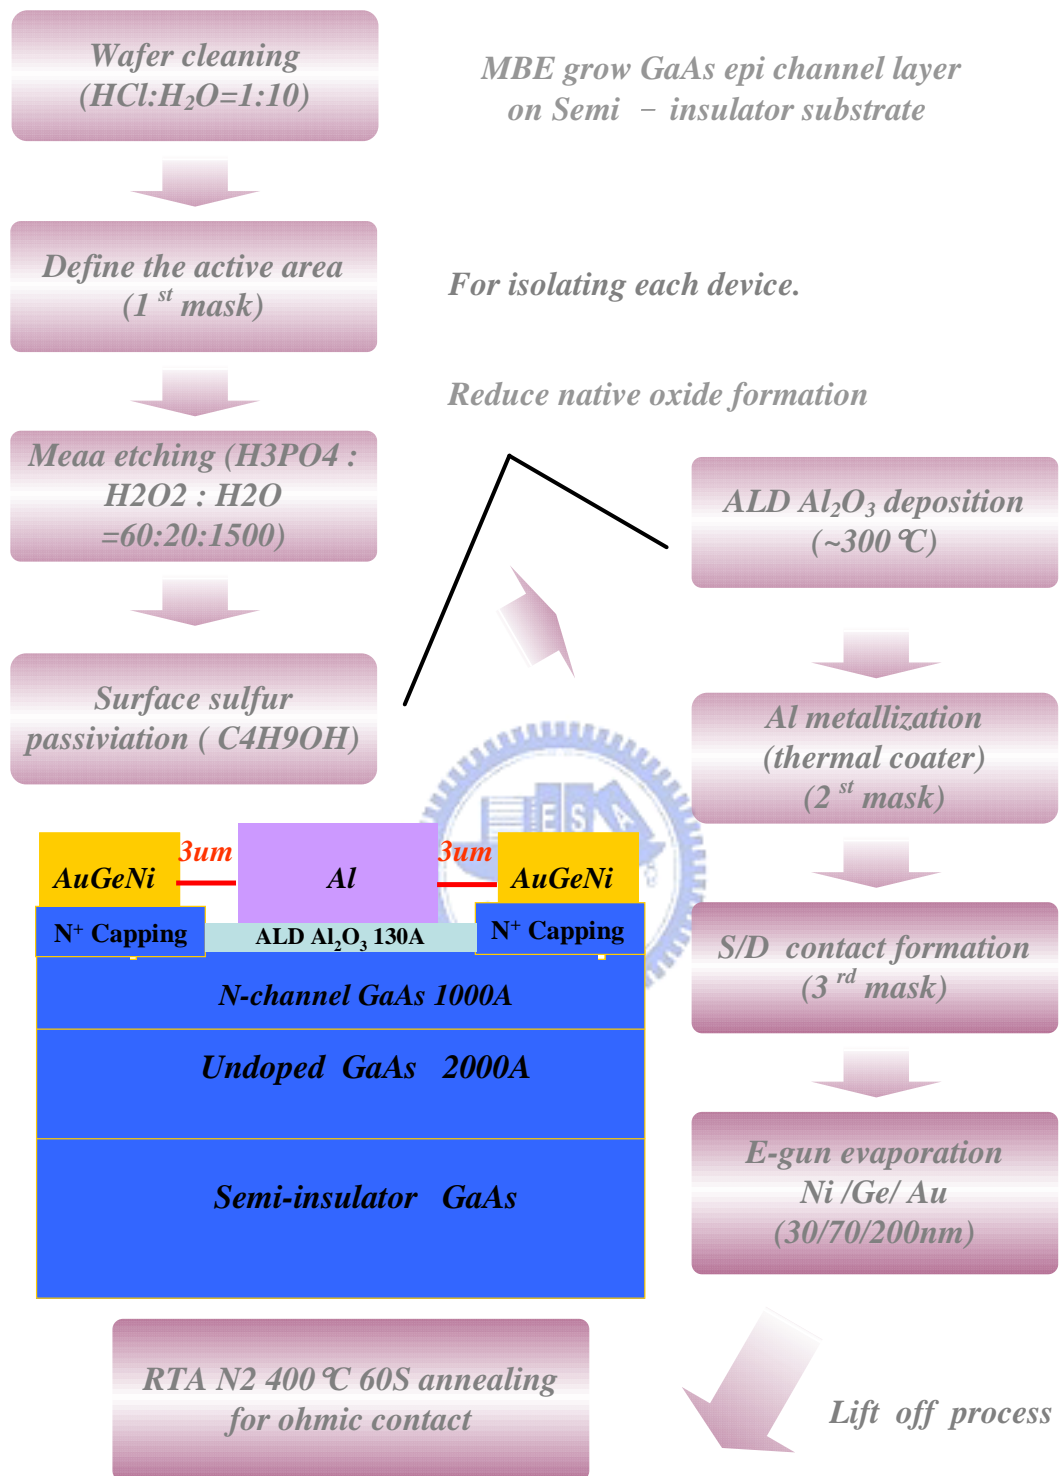 Wafer cleaning
(HCl:H₂O=1:10)
MBE grow GaAs epi channel layer
on Semi – insulator substrate
Define the active area
(1 st mask)
For isolating each device.
Reduce native oxide formation
Meaa etching (H3PO4 :
H2O2 : H2O
=60:20:1500)
Surface sulfur
passiviation ( C4H9OH)
ALD Al₂O₃ deposition
(~300℃)
Al metallization
(thermal coater)
(2 st mask)
S/D contact formation
(3 rd mask)
E-gun evaporation
Ni /Ge/ Au
(30/70/200nm)
Lift off process
RTA N2 400℃ 60S annealing
for ohmic contact
ES
AuGeNi
3um
Al
3um
AuGeNi
N⁺ Capping
ALD Al₂O₃ 130A
N⁺ Capping
N-channel GaAs 1000A
Undoped GaAs 2000A
Semi-insulator GaAs